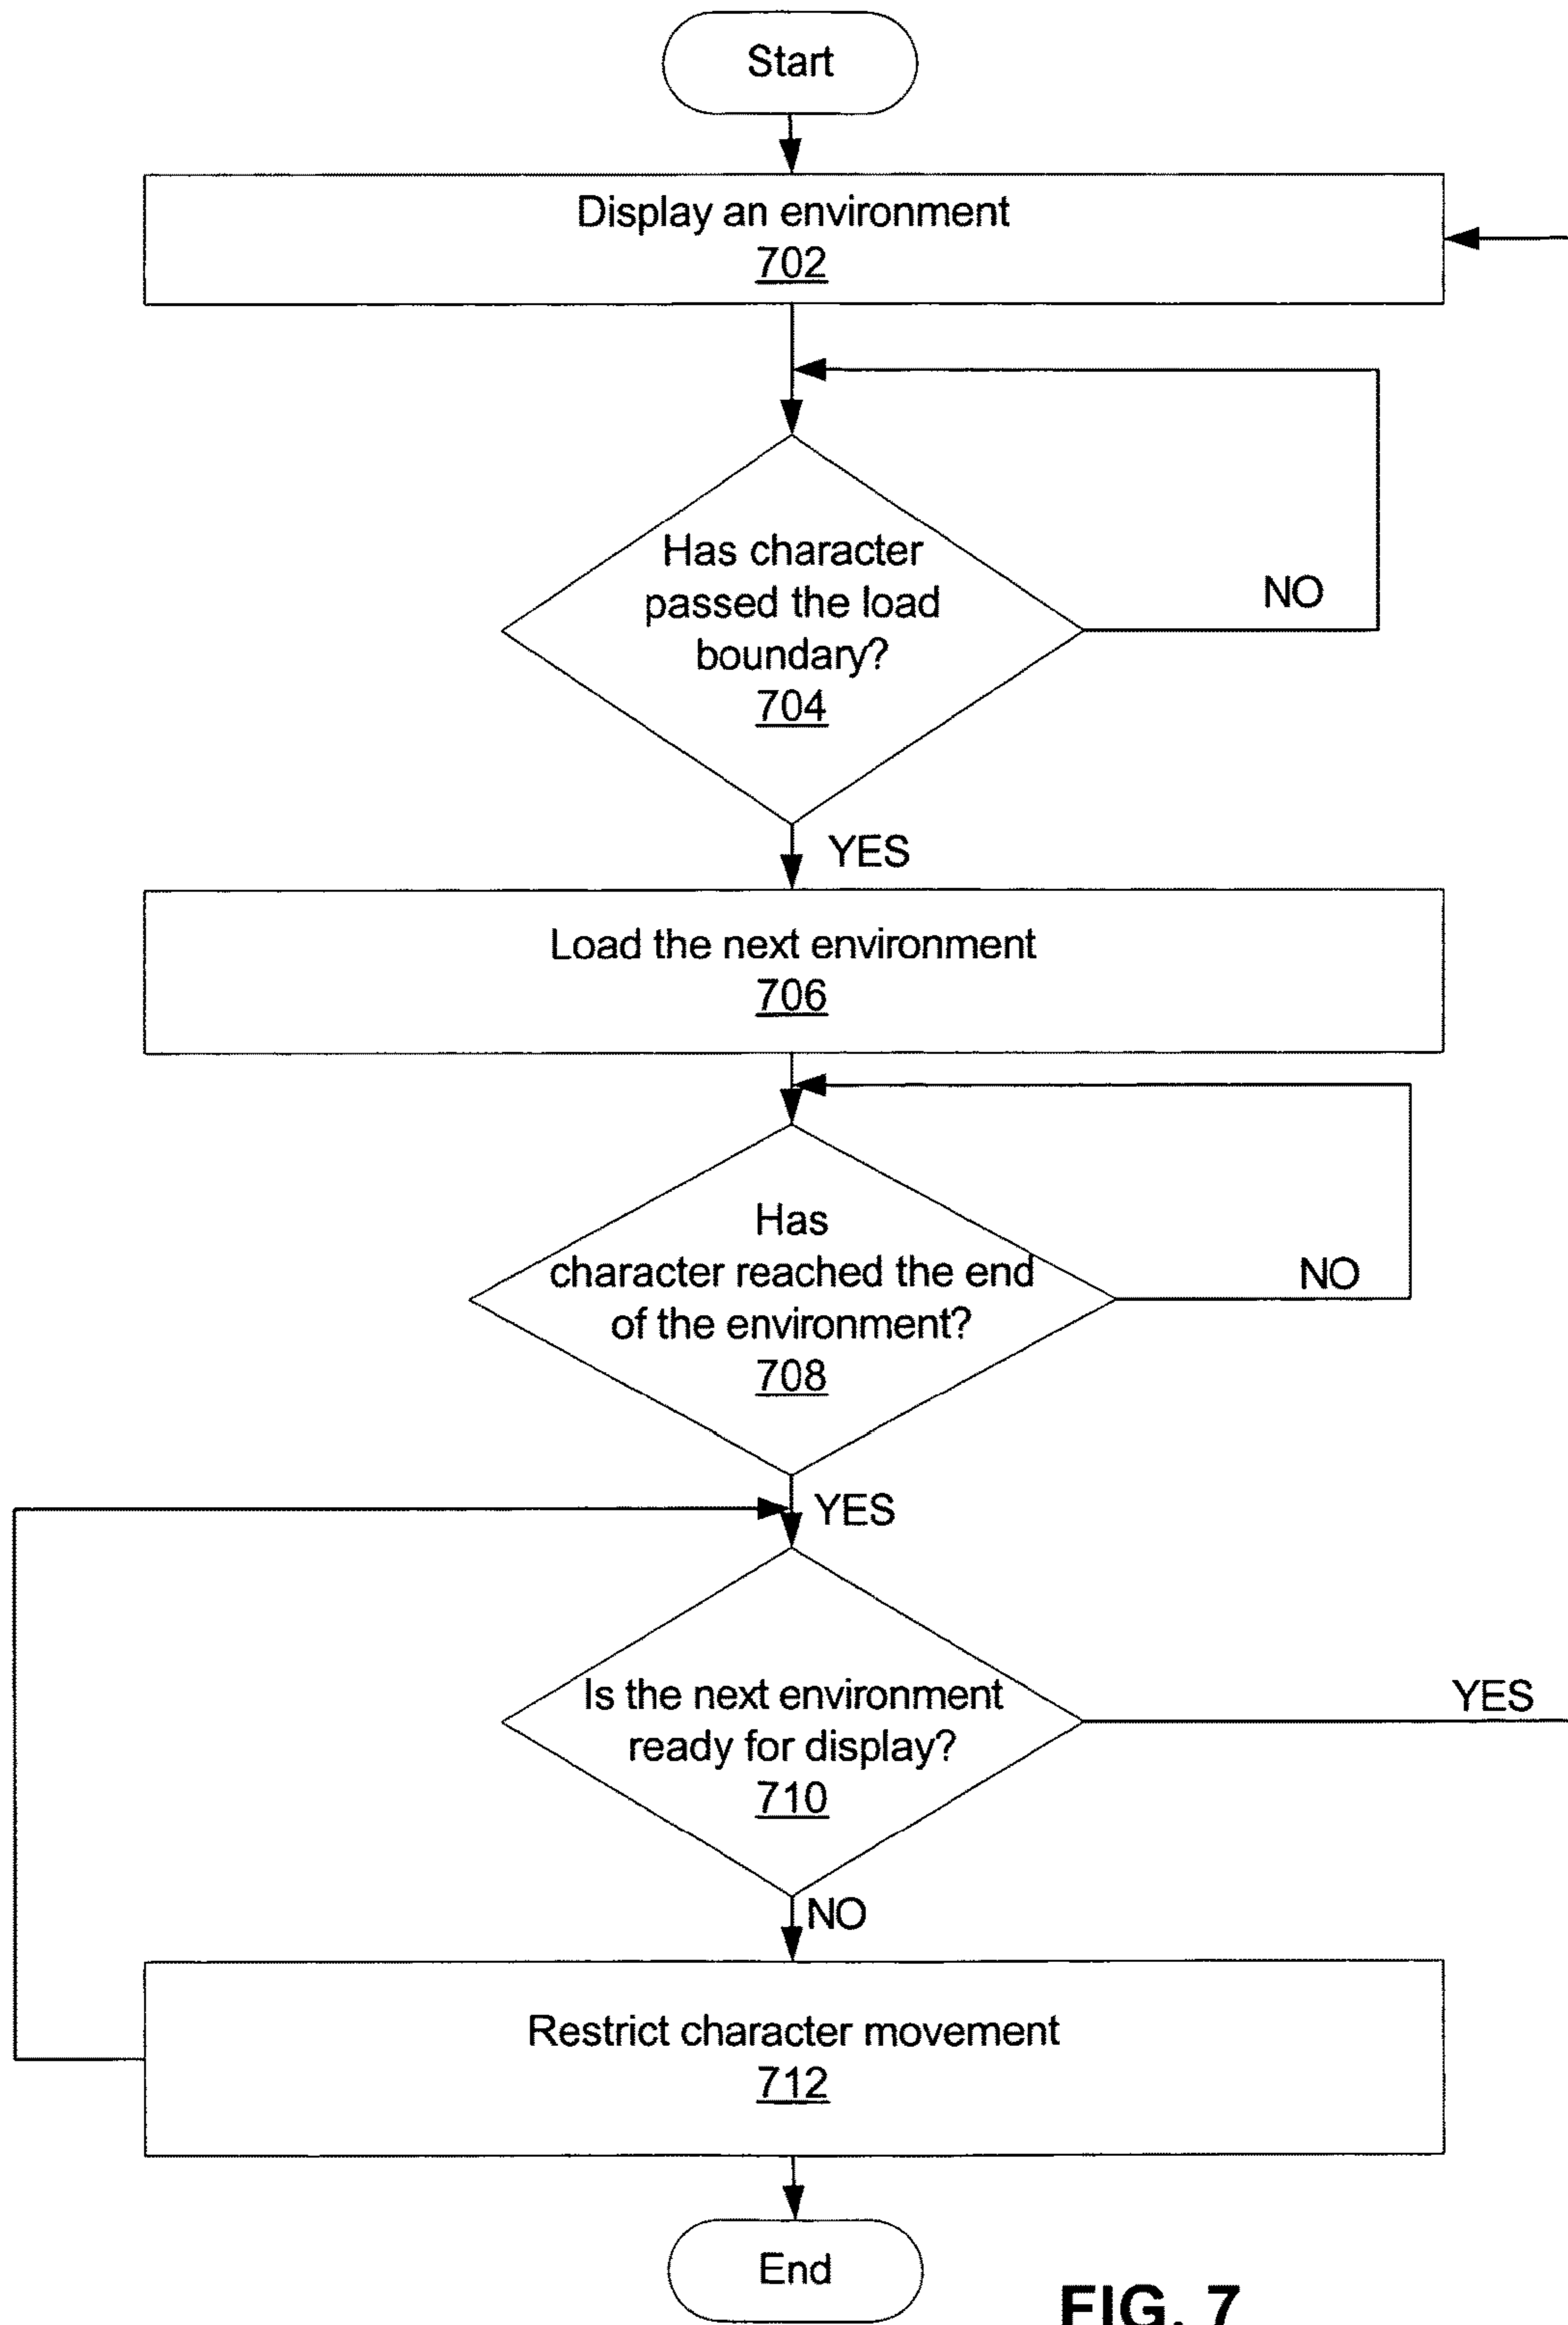 Start
Display an environment
702
Has character
passed the load
boundary?
704
NO
YES
Load the next environment
706
Has
character reached the end
of the environment?
708
NO
YES
Is the next environment
ready for display?
710
YES
NO
Restrict character movement
712
End
FIG. 7